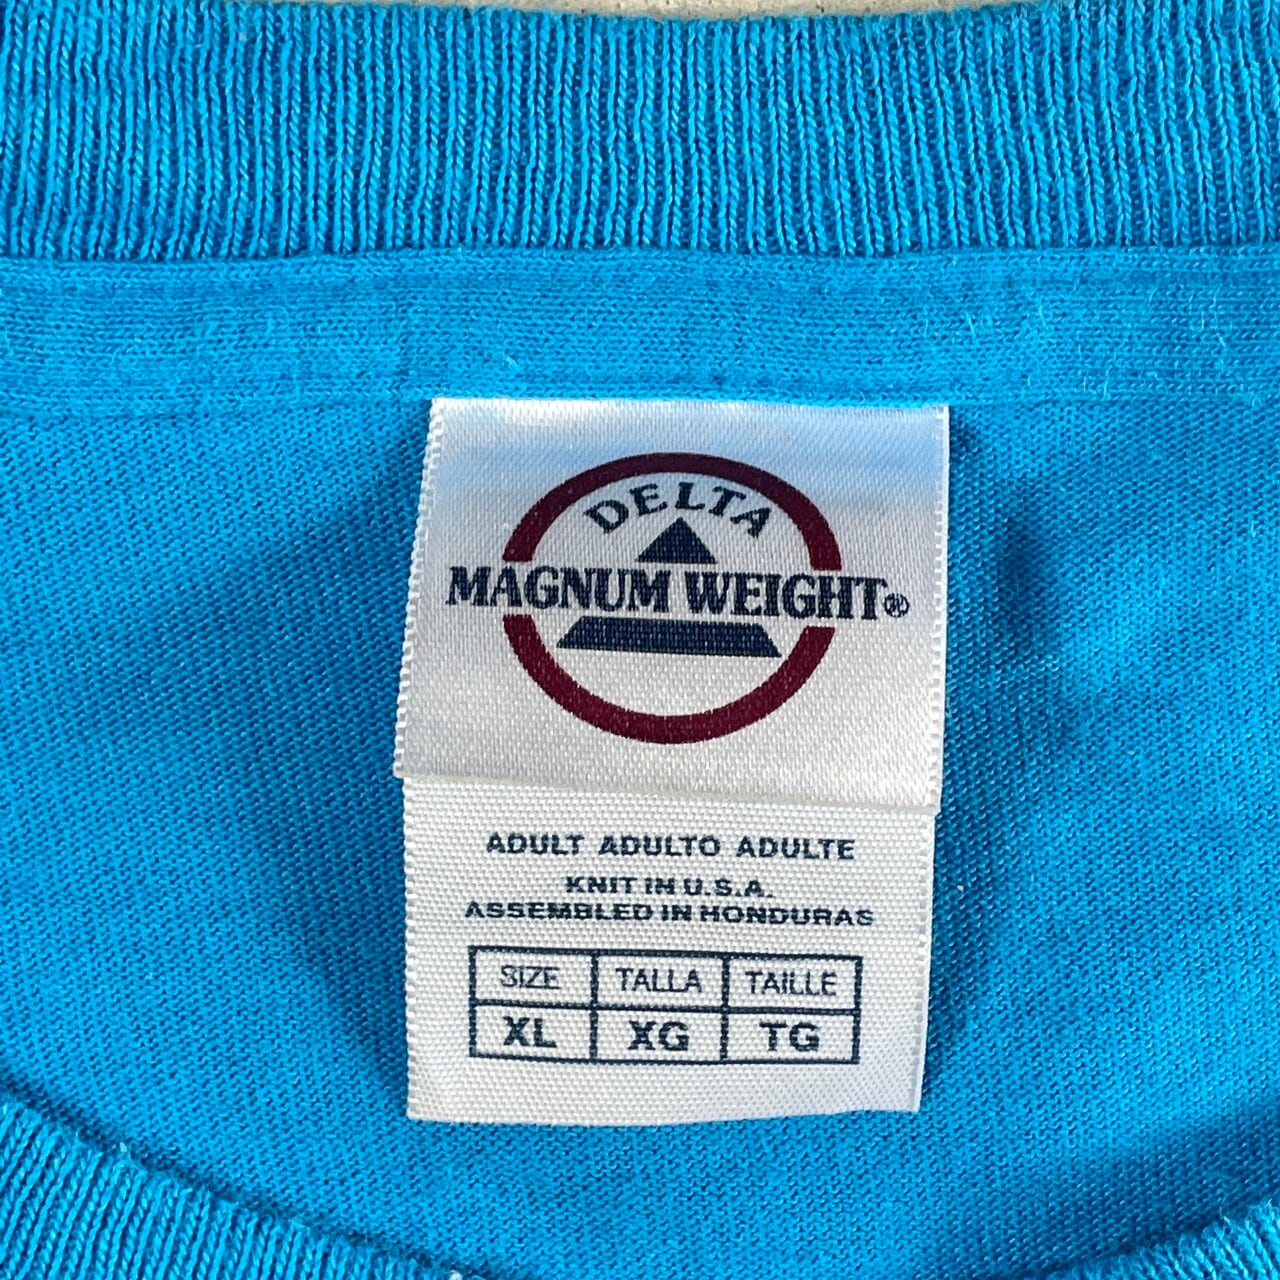 DELTA
MAGNUM WEIGHT®
ADULT ADULTO ADULTE
KNIT IN U.S.A.
ASSEMBLED IN HONDURAS
SIZE TALLA TAILLE
XL XG TG